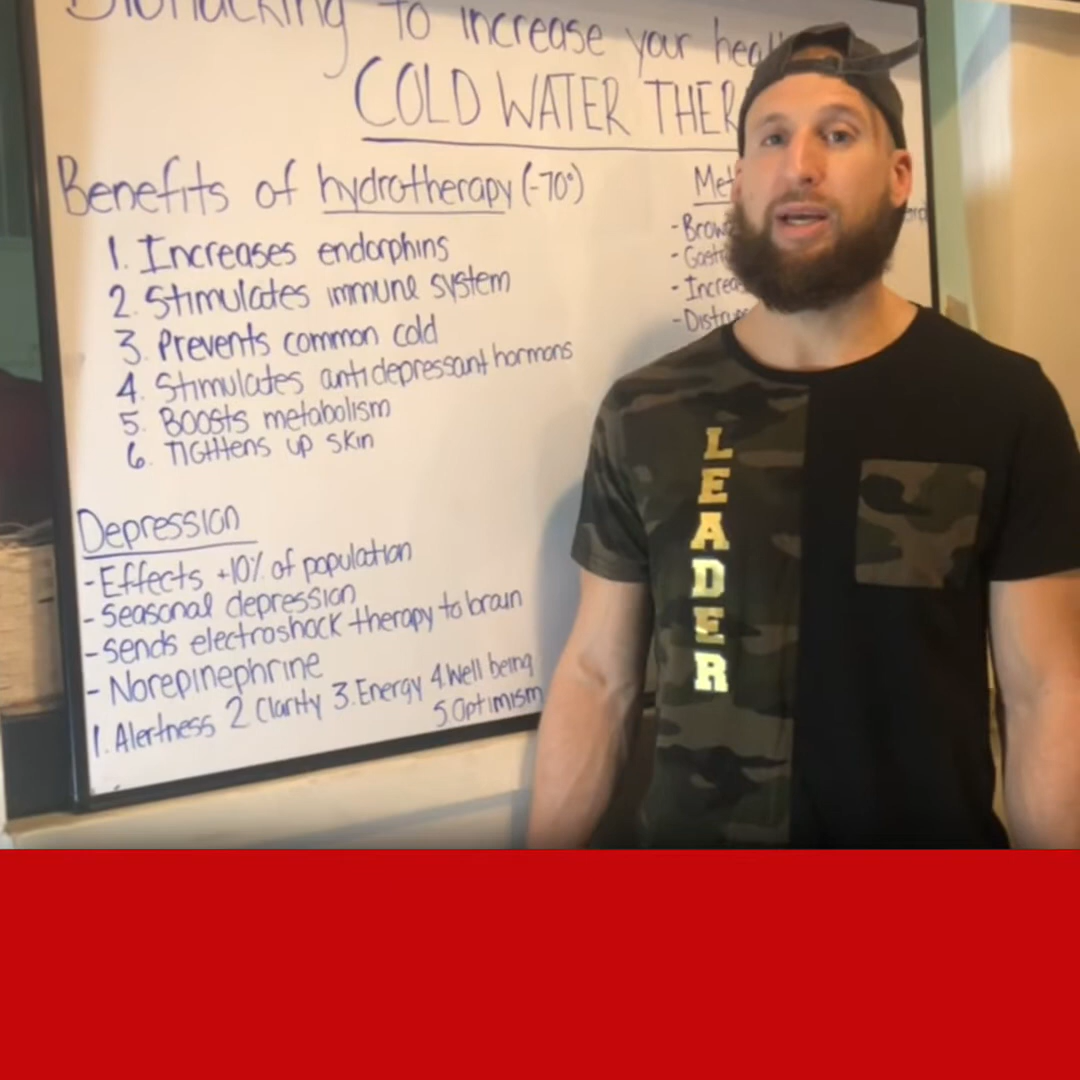 Biohacking To increase your
COLD WATER
Benefits of hydrotherapy (-70°)
1. Increases endorphins
2. Stimulates immune system
3. Prevents common cold
4. Stimulates antidepressant hormons
5. Boosts metabolism
6. TIGHTens up skin
Depression
- Effects +10% of population
- Seasonal depression
- Sends electroshock therapy to brain
- Norepinephrine
1. Alertness 2 Clarity 3. Energy 4. Well being
5. Optimism
LEADER